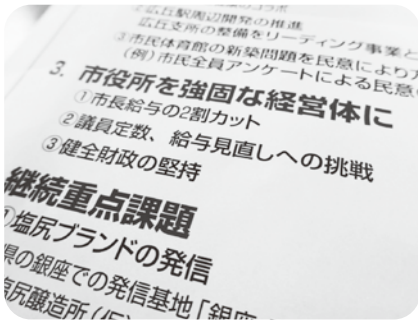 広丘駅周辺開発の推進
広丘支所の整備をリーディング事業と
③市民体育館の新築問題を民意により
(例)市民全員アンケートによる民意
3. 市役所を強固な経営体に
①市長給与の2割カット
②議員定数、給与見直しへの挑戦
③健全財政の堅持
継続重点課題
①塩尻ブランドの発信
県の銀座での発信基地「銀座
塩尻醸造所(仮)